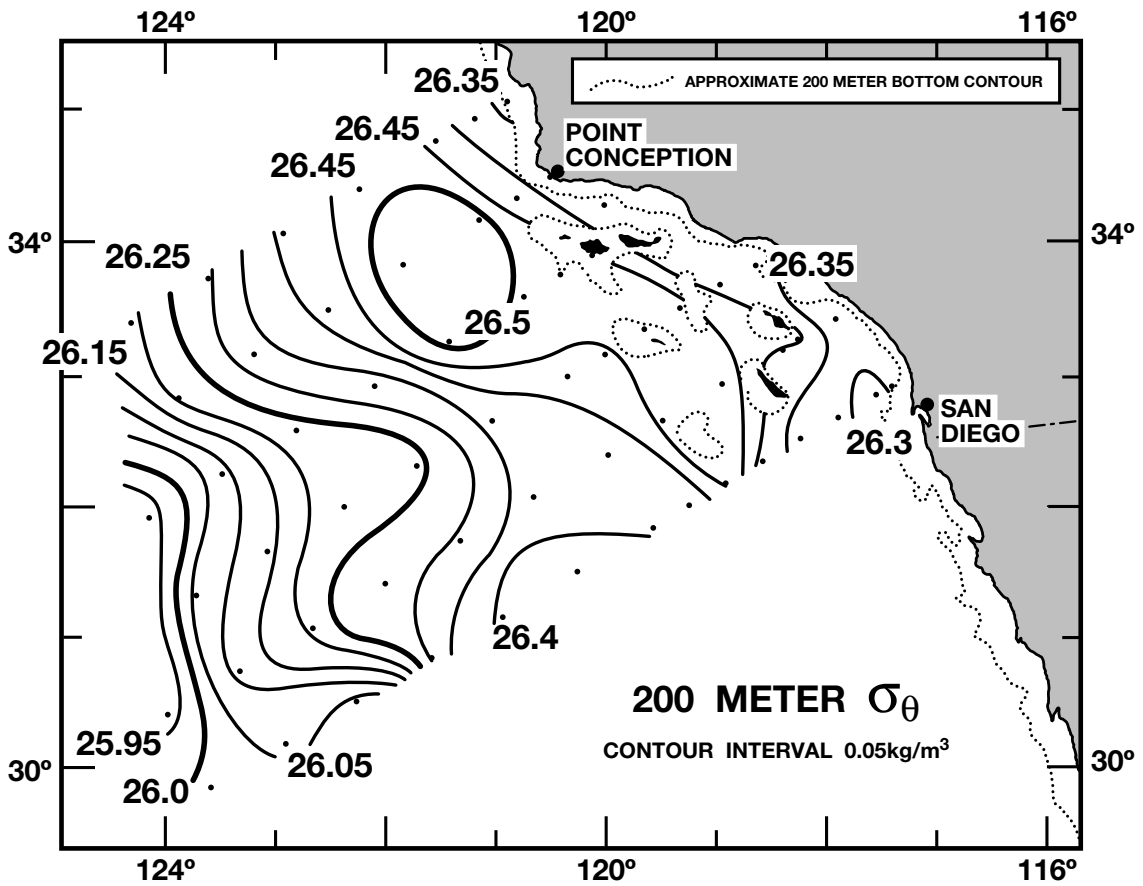 124º 120º 116º
26.35
APPROXIMATE 200 METER BOTTOM CONTOUR
26.45
POINT
CONCEPTION
26.45
34º
34º
26.25
26.35
26.5
26.15
SAN
DIEGO
26.3
26.4
200 METER σθ
CONTOUR INTERVAL 0.05kg/m³
25.95
26.05
26.0
30º
30º
124º 120º 116º